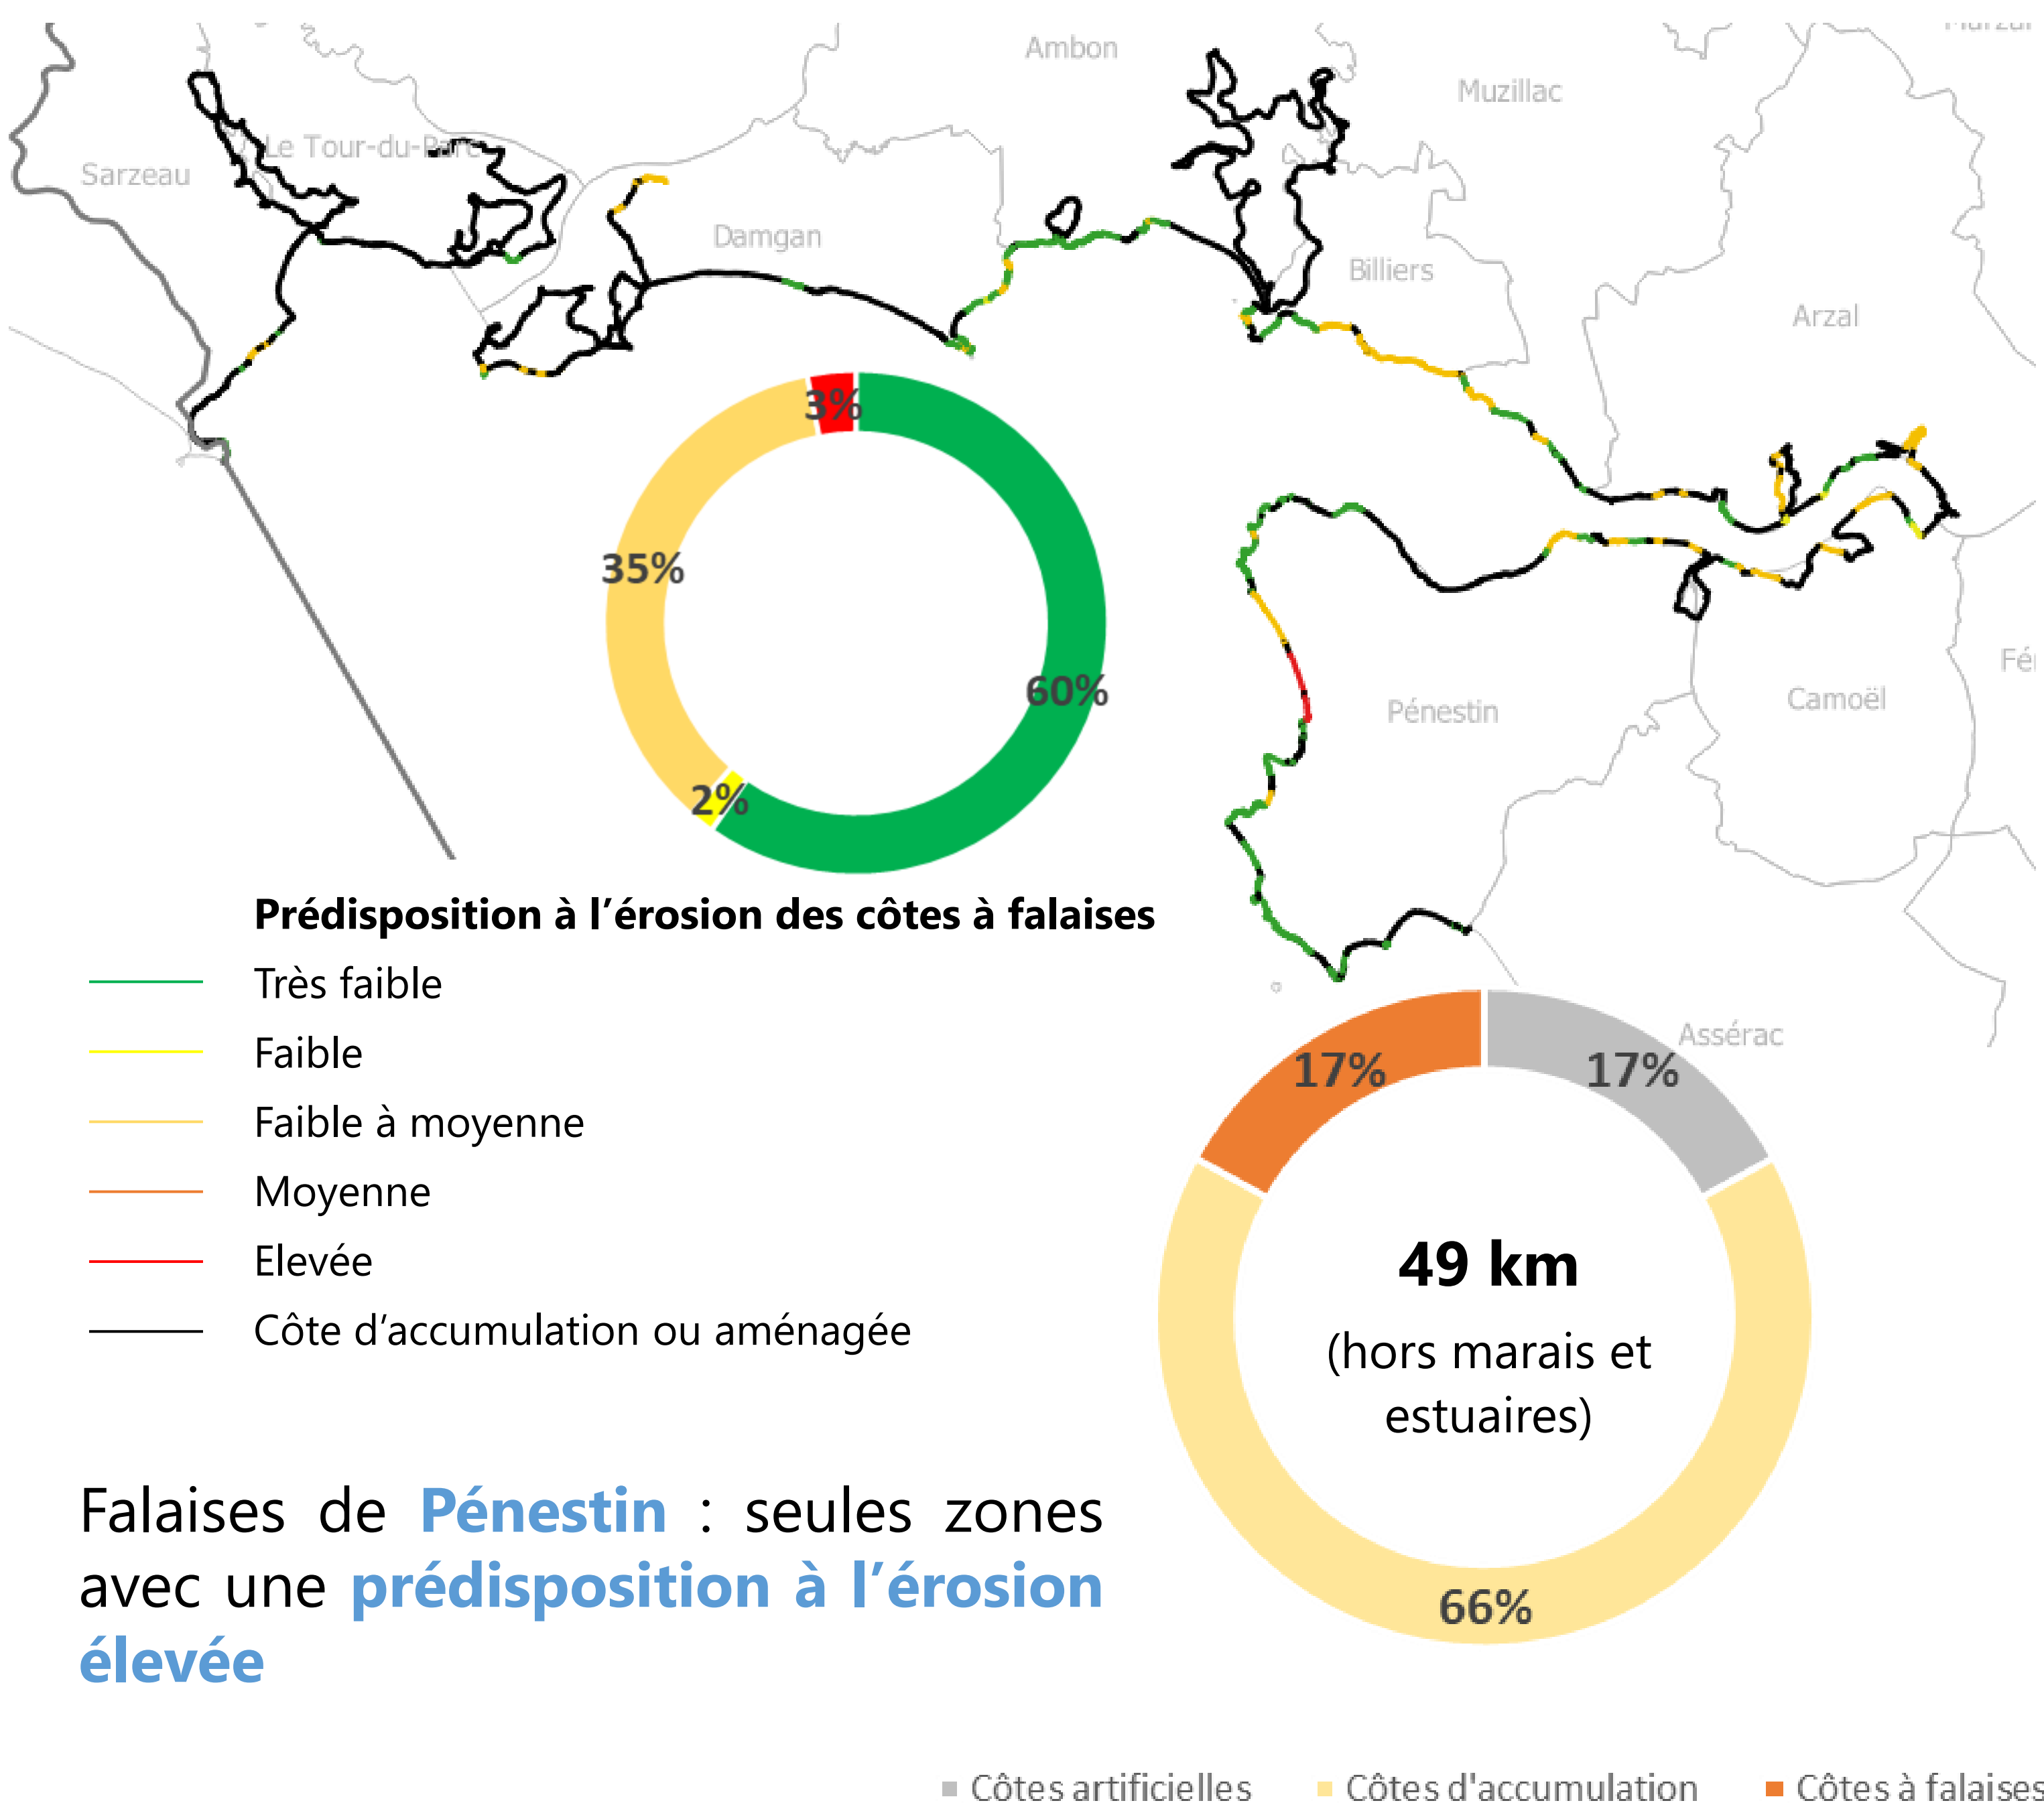 Ambon
Muzillac
Le Tour-du-Parc
Sarzeau
Damgan
Billiers
Arzal
3%
35%
60%
2%
Pénestin
Camoël
Prédisposition à l'érosion des côtes à falaises
Très faible
Faible
Faible à moyenne
Moyenne
Elevée
Côte d'accumulation ou aménagée
Assérac
17%
17%
49 km
(hors marais et
estuaires)
66%
Falaises de Pénestin : seules zones
avec une prédisposition à l'érosion
élevée
Côtes artificielles
Côtes d'accumulation
Côtes à falaises